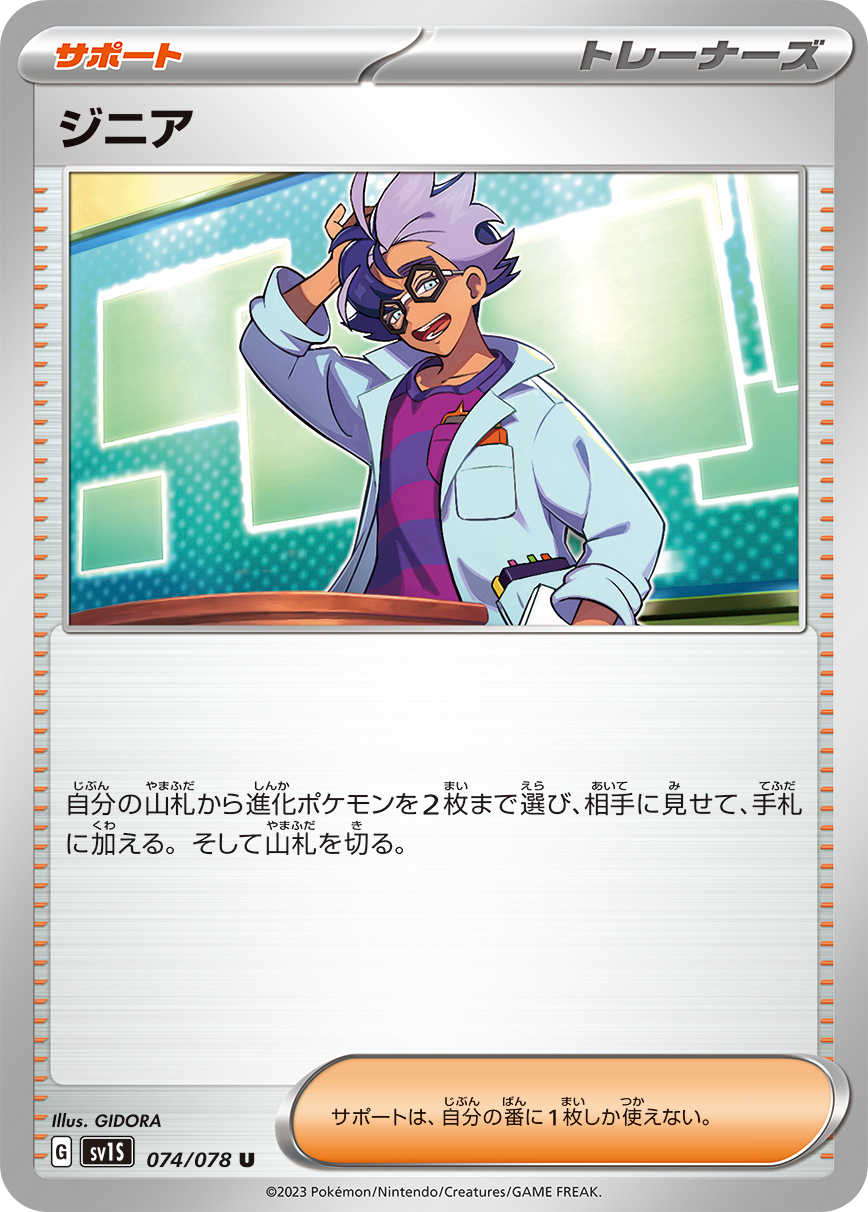 サポート
トレーナーズ
ジニア
自分の山札から進化ポケモンを2枚まで選び、相手に見せて、手札
に加える。そして山札を切る。
サポートは、自分の番に1枚しか使えない。
Illus. GIDORA
G sv1S 074/078 U
©2023 Pokémon/Nintendo/Creatures/GAME FREAK.